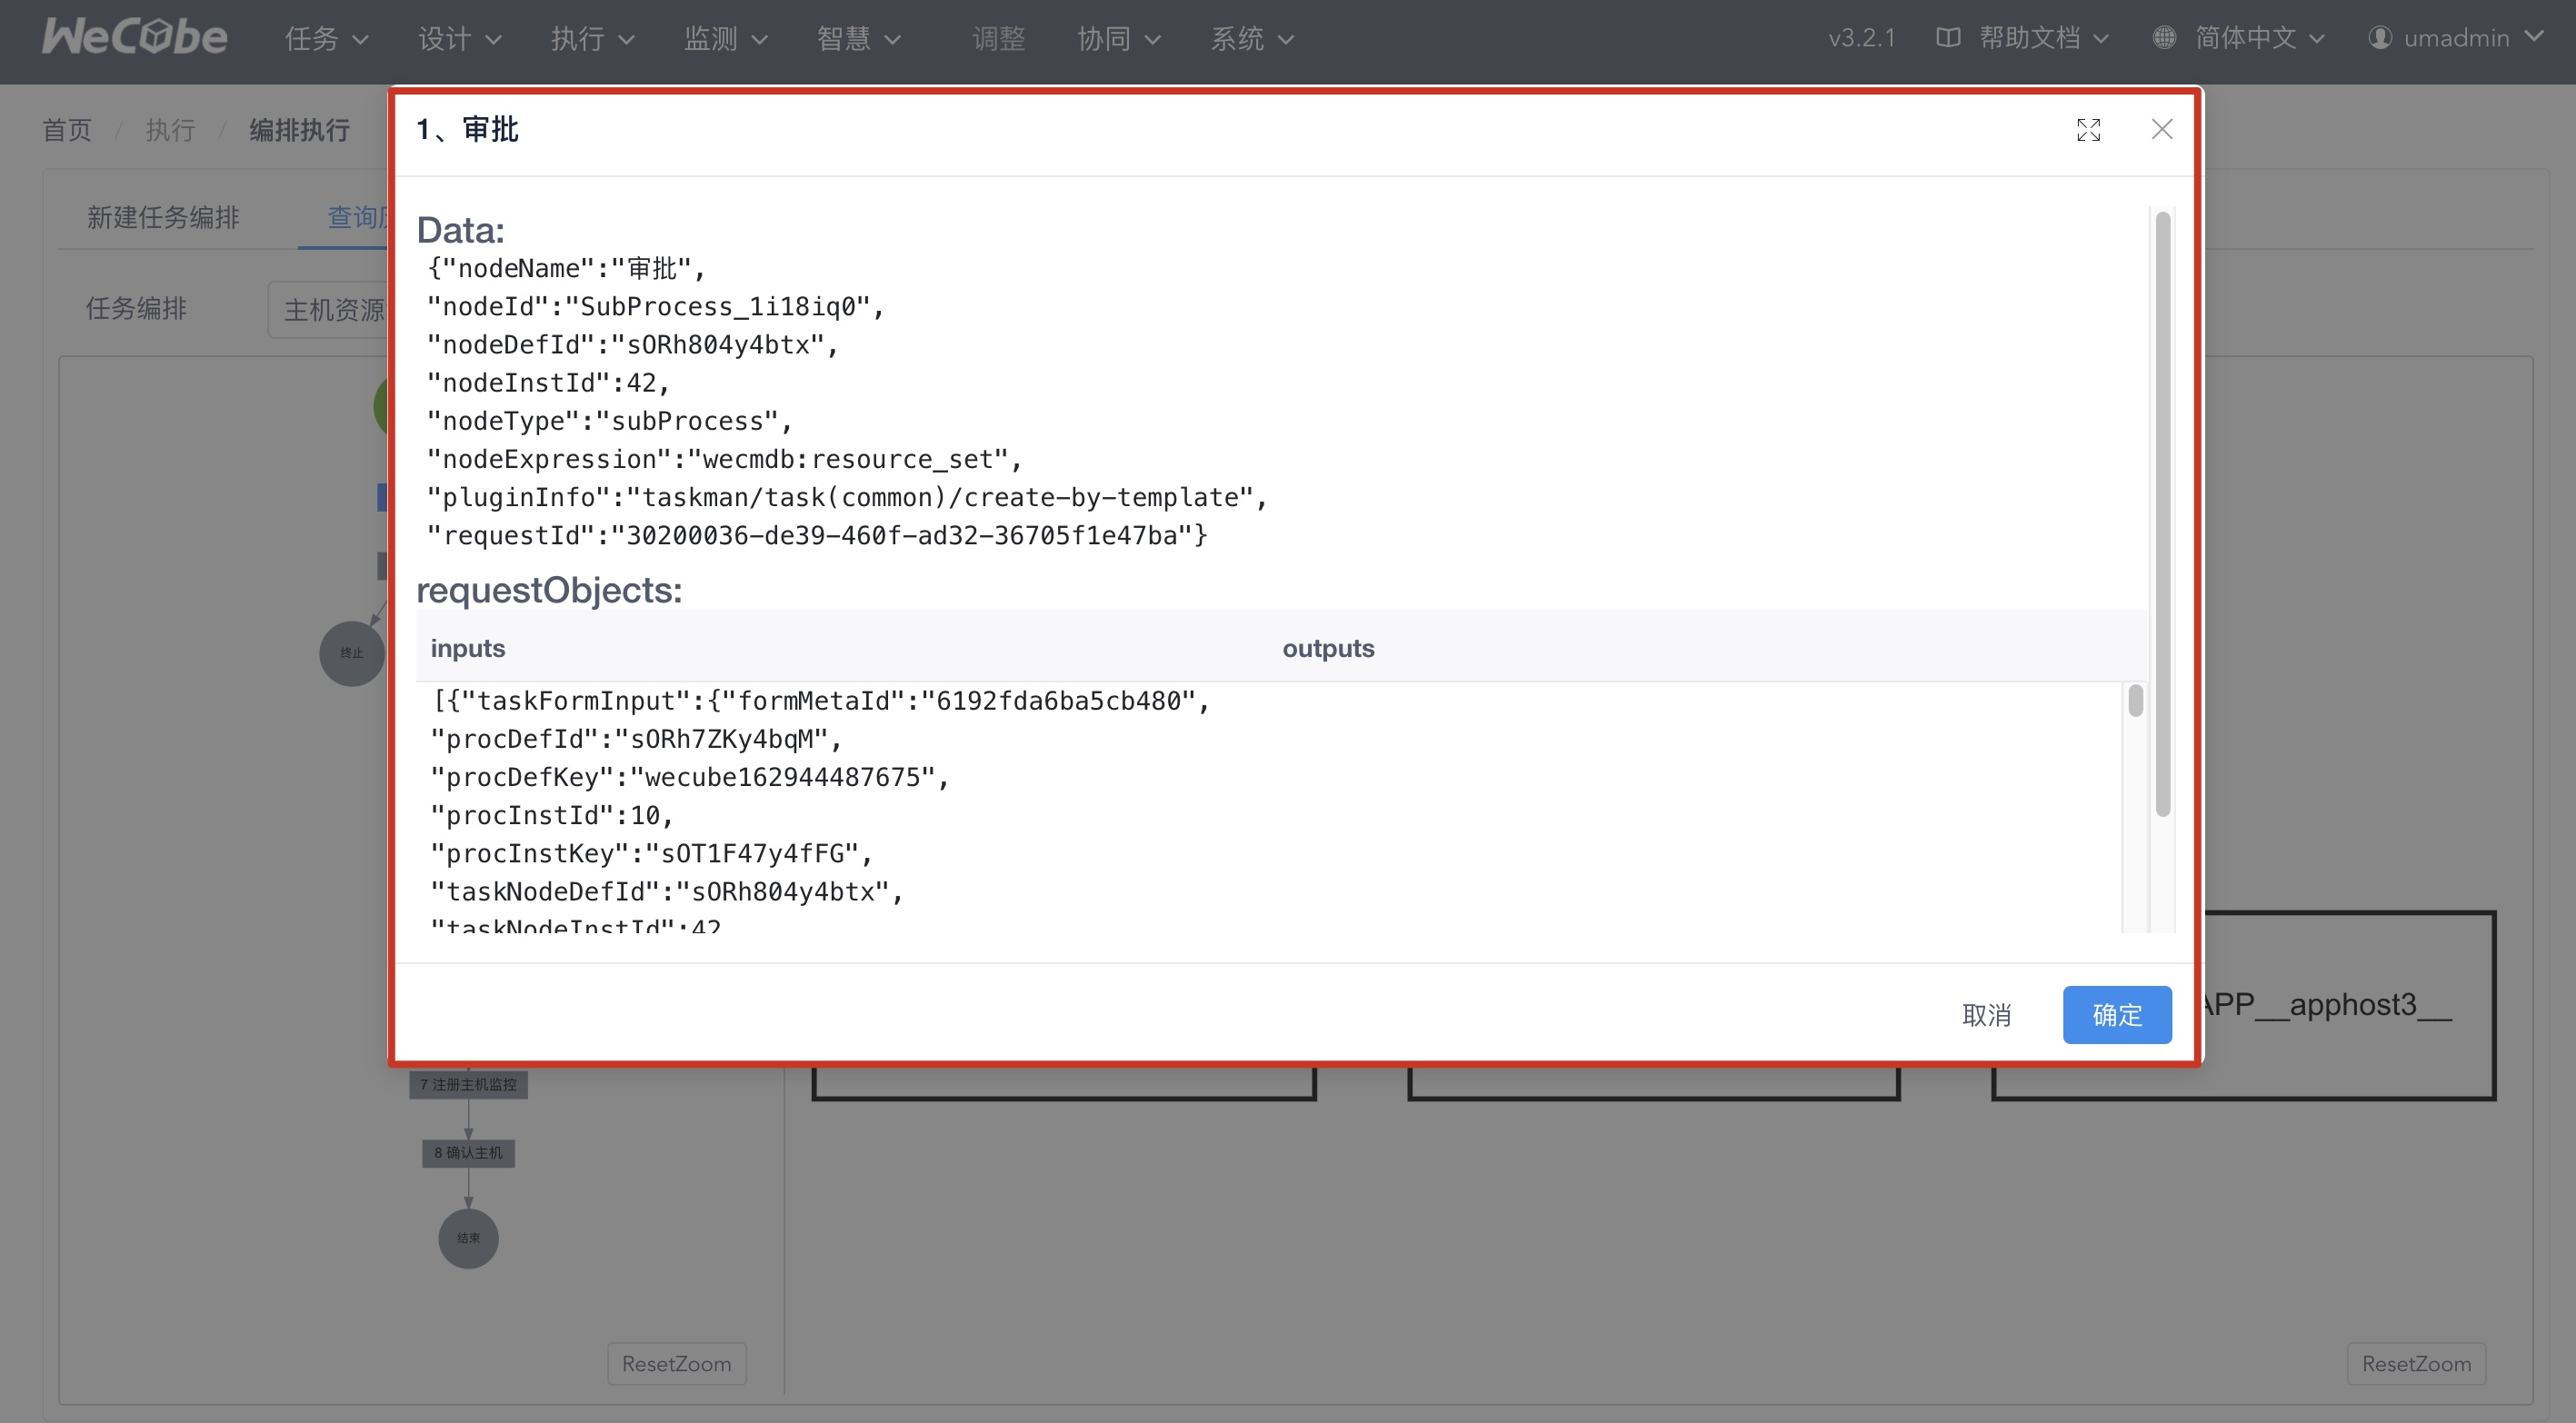 WeCube
任务
设计
执行
监测
智慧
调整
协同
系统
v3.2.1
帮助文档
简体中文
umadmin
首页 / 执行 / 编排执行
新建任务编排
查询
任务编排
主机资源
终止
7 注册主机监控
8 确认主机
结束
ResetZoom
1、审批
Data:
{"nodeName":"审批",
"nodeId":"SubProcess_1i18iq0",
"nodeDefId":"sORh804y4btx",
"nodeInstId":42,
"nodeType":"subProcess",
"nodeExpression":"wecmdb:resource_set",
"pluginInfo":"taskman/task(common)/create-by-template",
"requestId":"30200036-de39-460f-ad32-36705f1e47ba"}
requestObjects:
inputs
outputs
[{"taskFormInput":{"formMetaId":"6192fda6ba5cb480",
"procDefId":"sORh7ZKy4bqM",
"procDefKey":"wecube162944487675",
"procInstId":10,
"procInstKey":"sOT1F47y4fFG",
"taskNodeDefId":"sORh804y4btx",
"taskNodeInstId":42
取消
确定
APP__apphost3__
ResetZoom